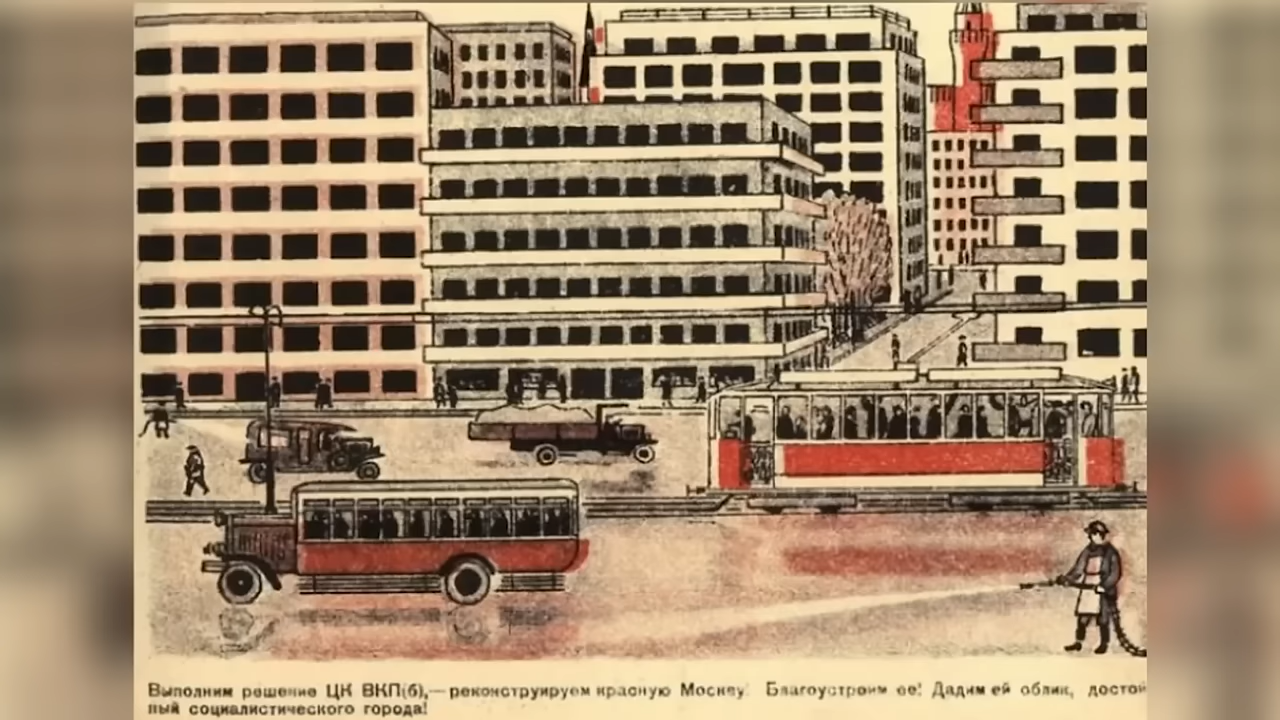 Выполним решение ЦК ВКП(б),—реконструируем красную Москву! Благоустроим ее! Дадим ей облик, достой
ный социалистического города!